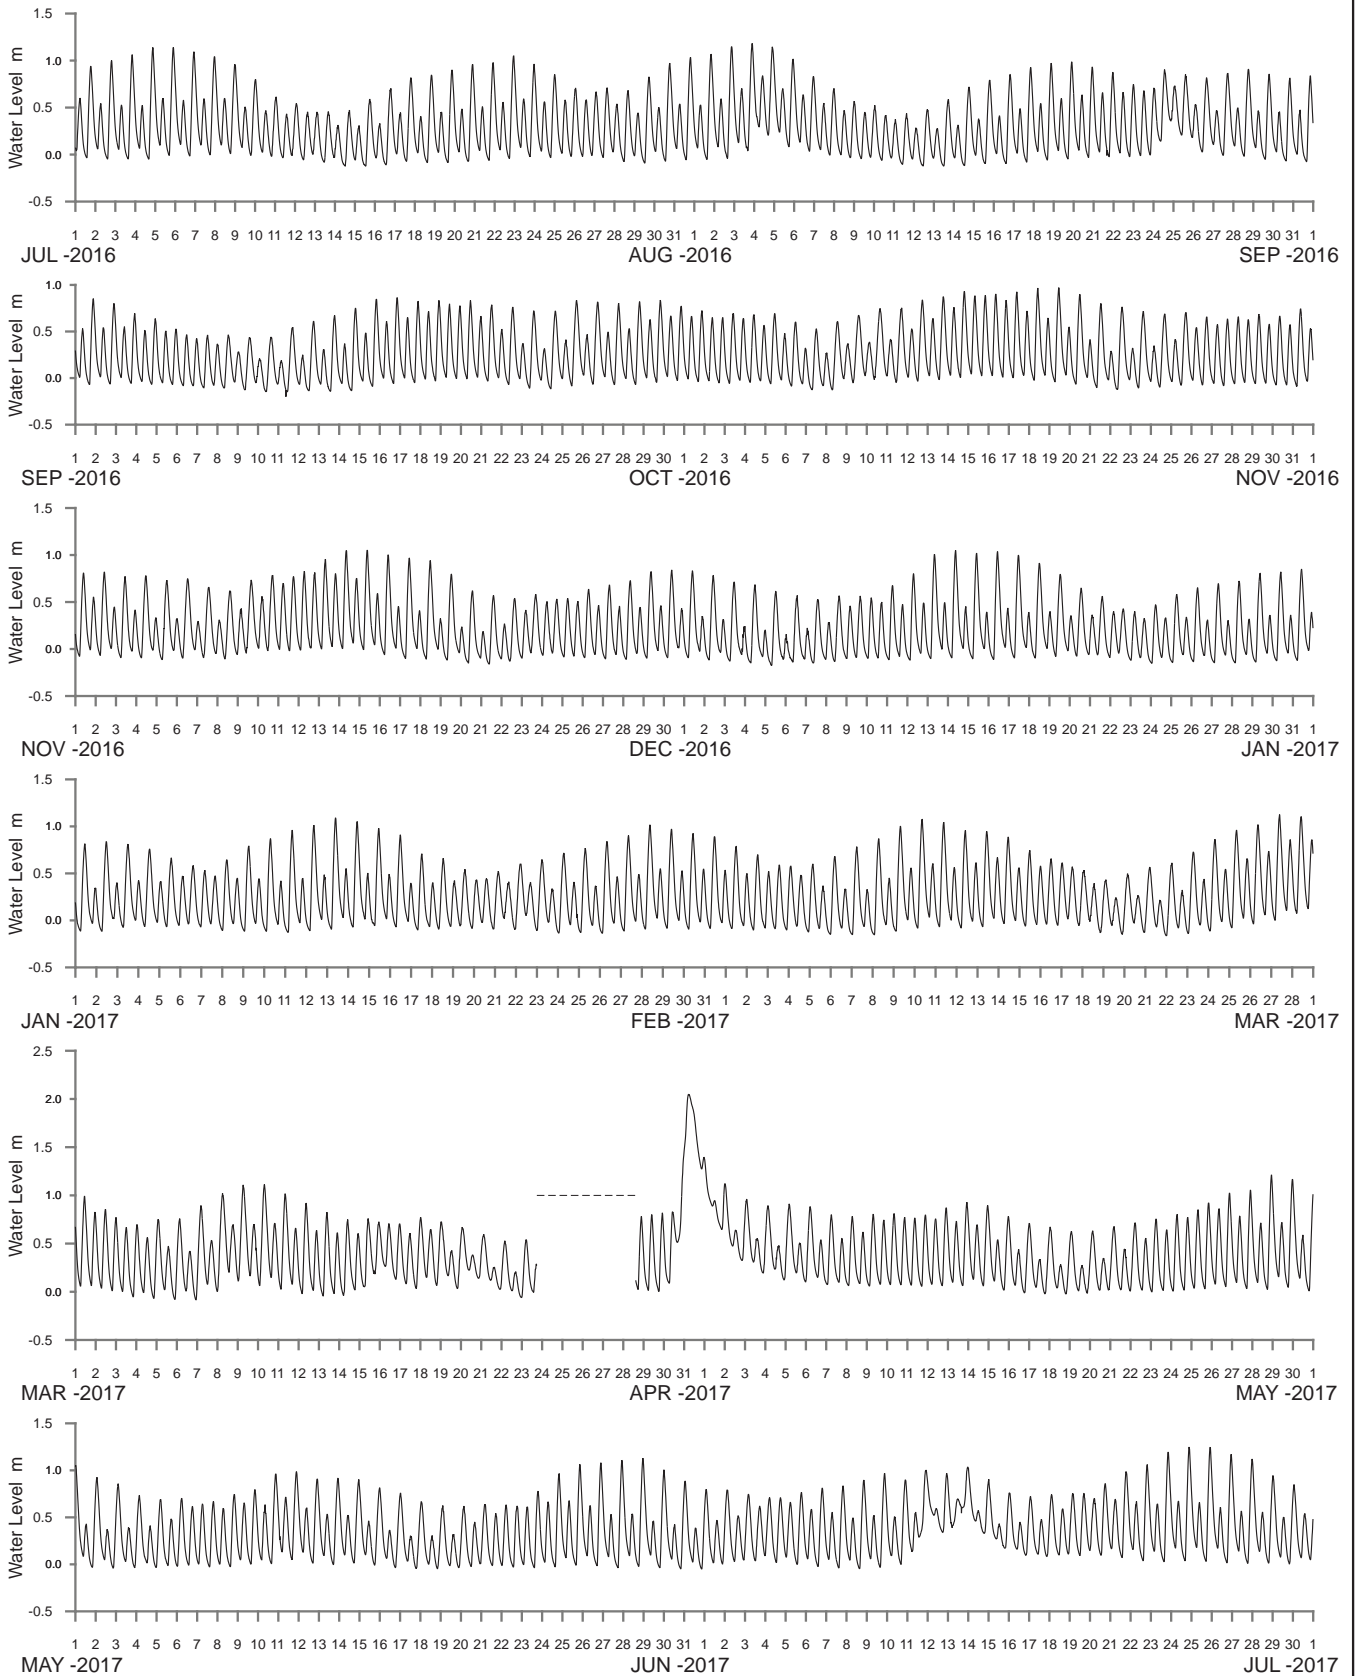 1.5
1.0
0.5
0.0
-0.5
Water Level m
1 2 3 4 5 6 7 8 9 10 11 12 13 14 15 16 17 18 19 20 21 22 23 24 25 26 27 28 29 30 31 1 2 3 4 5 6 7 8 9 10 11 12 13 14 15 16 17 18 19 20 21 22 23 24 25 26 27 28 29 30 31 1
JUL -2016 AUG -2016 SEP -2016
1.0
0.5
0.0
-0.5
Water Level m
1 2 3 4 5 6 7 8 9 10 11 12 13 14 15 16 17 18 19 20 21 22 23 24 25 26 27 28 29 30 1 2 3 4 5 6 7 8 9 10 11 12 13 14 15 16 17 18 19 20 21 22 23 24 25 26 27 28 29 30 31 1
SEP -2016 OCT -2016 NOV -2016
1.5
1.0
0.5
0.0
-0.5
Water Level m
1 2 3 4 5 6 7 8 9 10 11 12 13 14 15 16 17 18 19 20 21 22 23 24 25 26 27 28 29 30 1 2 3 4 5 6 7 8 9 10 11 12 13 14 15 16 17 18 19 20 21 22 23 24 25 26 27 28 29 30 31 1
NOV -2016 DEC -2016 JAN -2017
1.5
1.0
0.5
0.0
-0.5
Water Level m
1 2 3 4 5 6 7 8 9 10 11 12 13 14 15 16 17 18 19 20 21 22 23 24 25 26 27 28 29 30 31 1 2 3 4 5 6 7 8 9 10 11 12 13 14 15 16 17 18 19 20 21 22 23 24 25 26 27 28 1
JAN -2017 FEB -2017 MAR -2017
2.5
2.0
1.5
1.0
0.5
0.0
-0.5
Water Level m
1 2 3 4 5 6 7 8 9 10 11 12 13 14 15 16 17 18 19 20 21 22 23 24 25 26 27 28 29 30 31 1 2 3 4 5 6 7 8 9 10 11 12 13 14 15 16 17 18 19 20 21 22 23 24 25 26 27 28 29 30 1
MAR -2017 APR -2017 MAY -2017
1.5
1.0
0.5
0.0
-0.5
Water Level m
1 2 3 4 5 6 7 8 9 10 11 12 13 14 15 16 17 18 19 20 21 22 23 24 25 26 27 28 29 30 31 1 2 3 4 5 6 7 8 9 10 11 12 13 14 15 16 17 18 19 20 21 22 23 24 25 26 27 28 29 30 1
MAY -2017 JUN -2017 JUL -2017